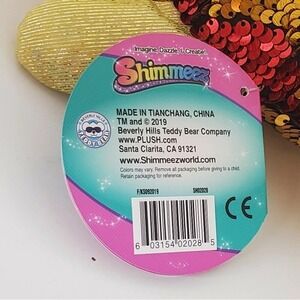 Imagine. Dazzle. Create!
Shimmeez
MADE IN TIANCHANG, CHINA
TM and © 2019
Beverly Hills Teddy Bear Company
www.PLUSH.com
Santa Clarita, CA 91321
www.Shimmeezworld.com
Colors may vary. Remove all packaging before giving to a child.
Retain packaging for reference.
SH02028
CE
6 03154 02028 5